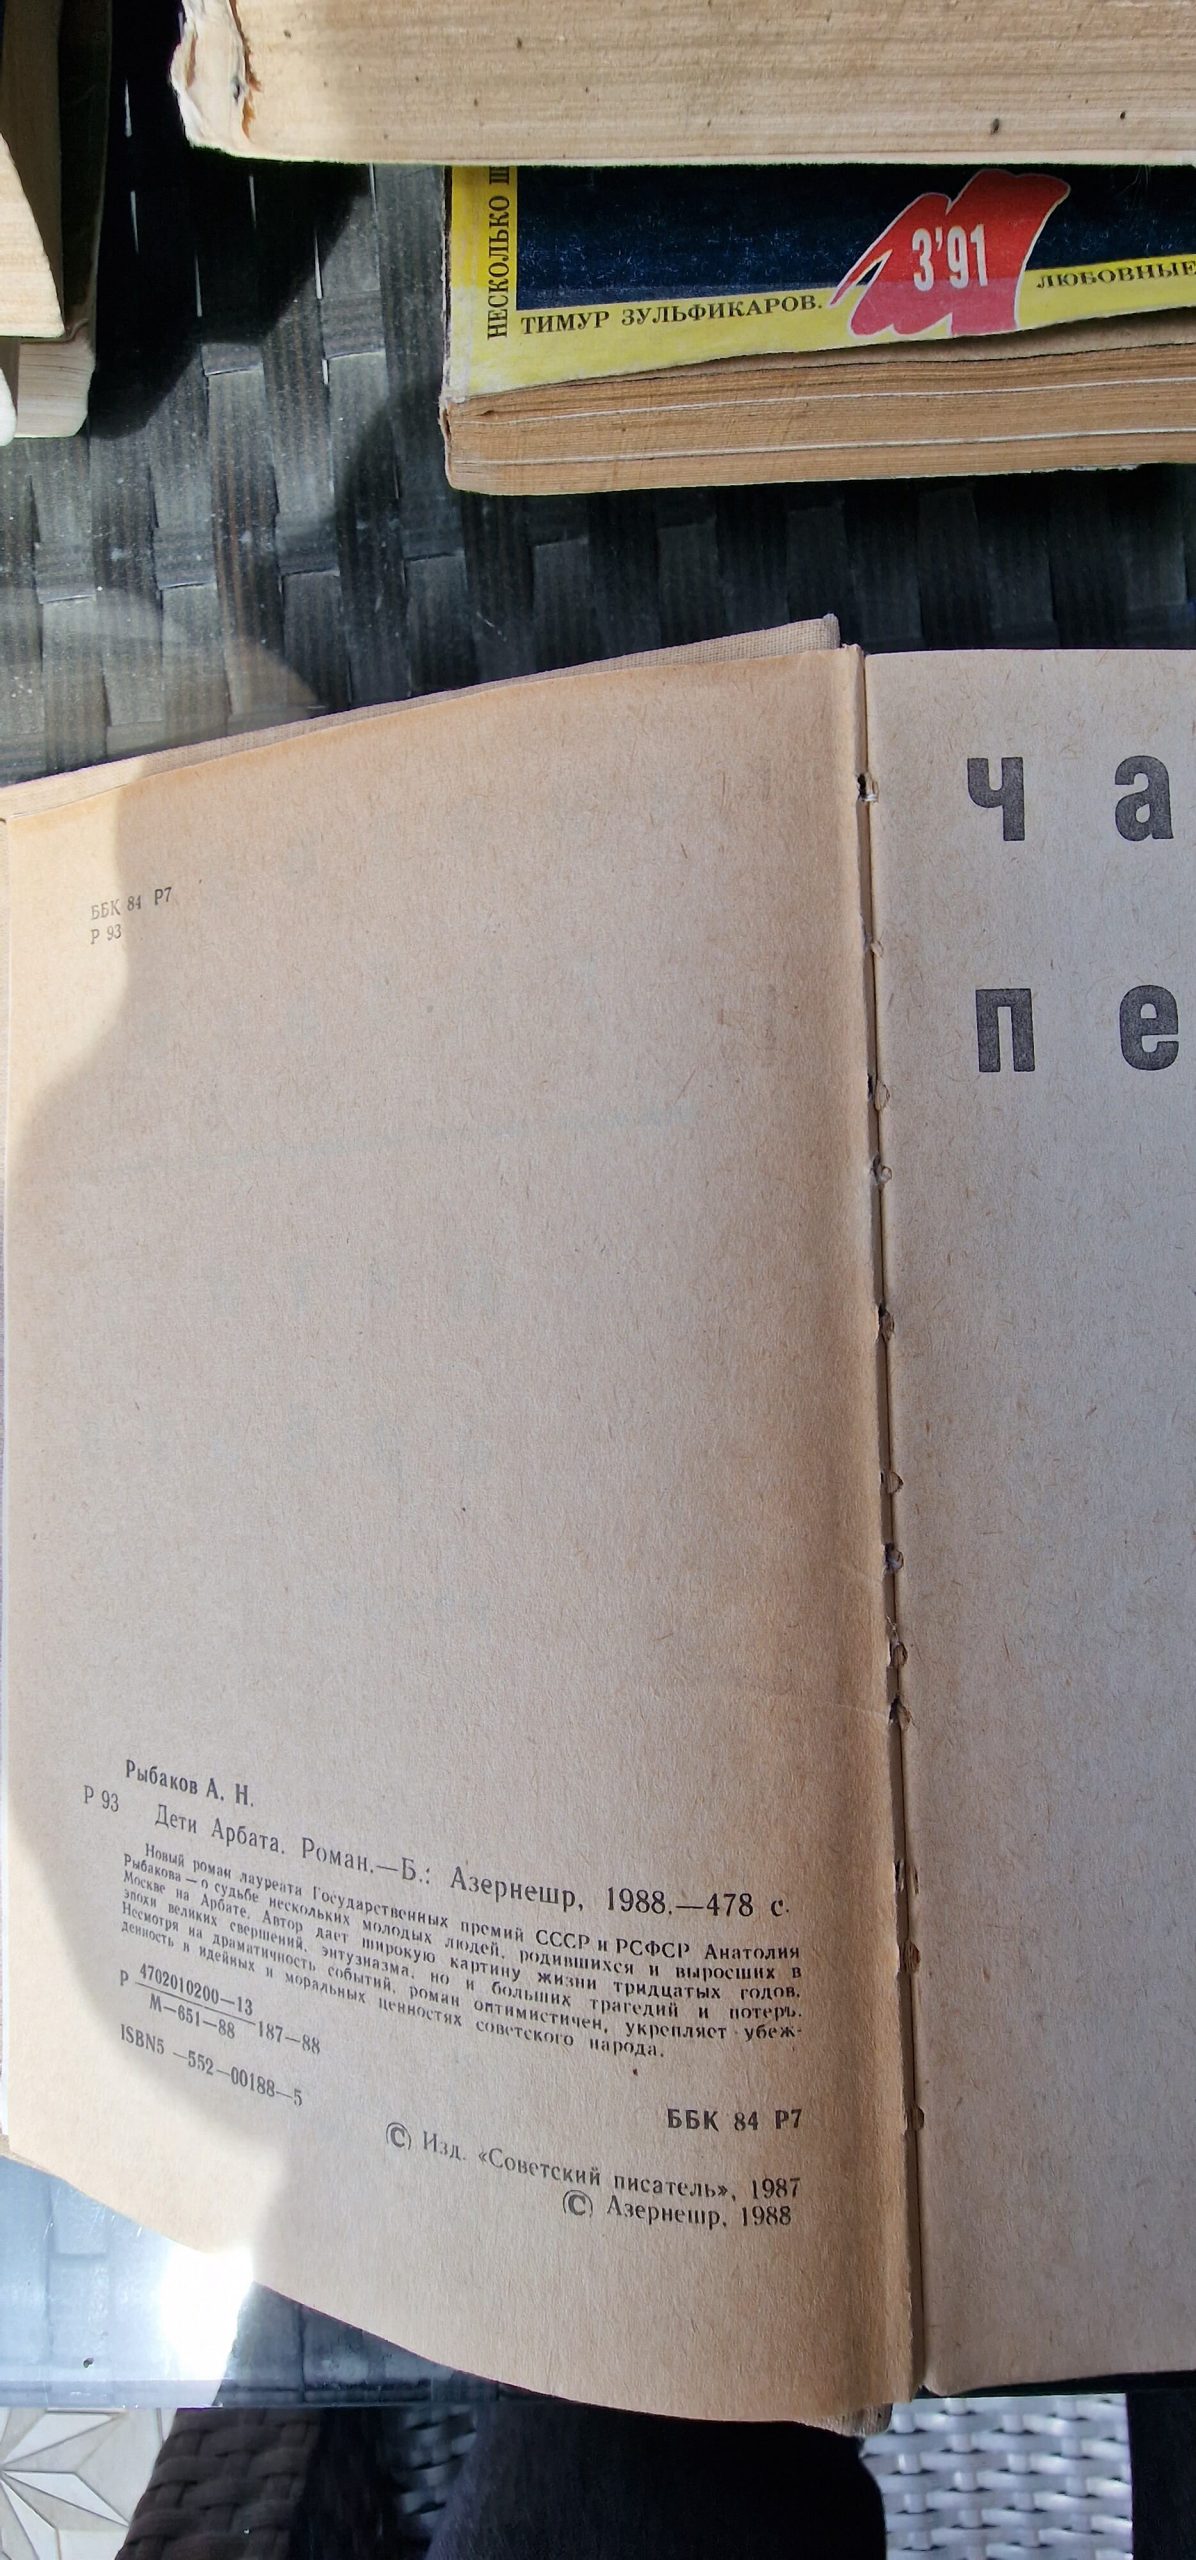 НЕСКОЛЬКО
3'91
ТИМУР ЗУЛЬФИКАРОВ.
ЛЮБОВНЫЕ
ББК 84 Р7
Р 93
Рыбаков А. Н.
Р 93 Дети Арбата. Роман.—Б.: Азернешр, 1988.—478 с.
Новый роман лауреата Государственных премий СССР и РСФСР Анатолия
Рыбакова — о судьбе нескольких молодых людей, родившихся и выросших в
Москве на Арбате. Автор дает широкую картину жизни тридцатых годов,
эпохи великих свершений, энтузиазма, но и больших трагедий и потерь.
Несмотря на драматичность событий, роман оптимистичен, укрепляет убеж-
денность в идейных и моральных ценностях советского народа.
Р 4702010200—13
М—651—88
187—88
ISBN5 —552—00188—5
ББК 84 Р7
© Изд. «Советский писатель», 1987
© Азернешр, 1988
ча
пе